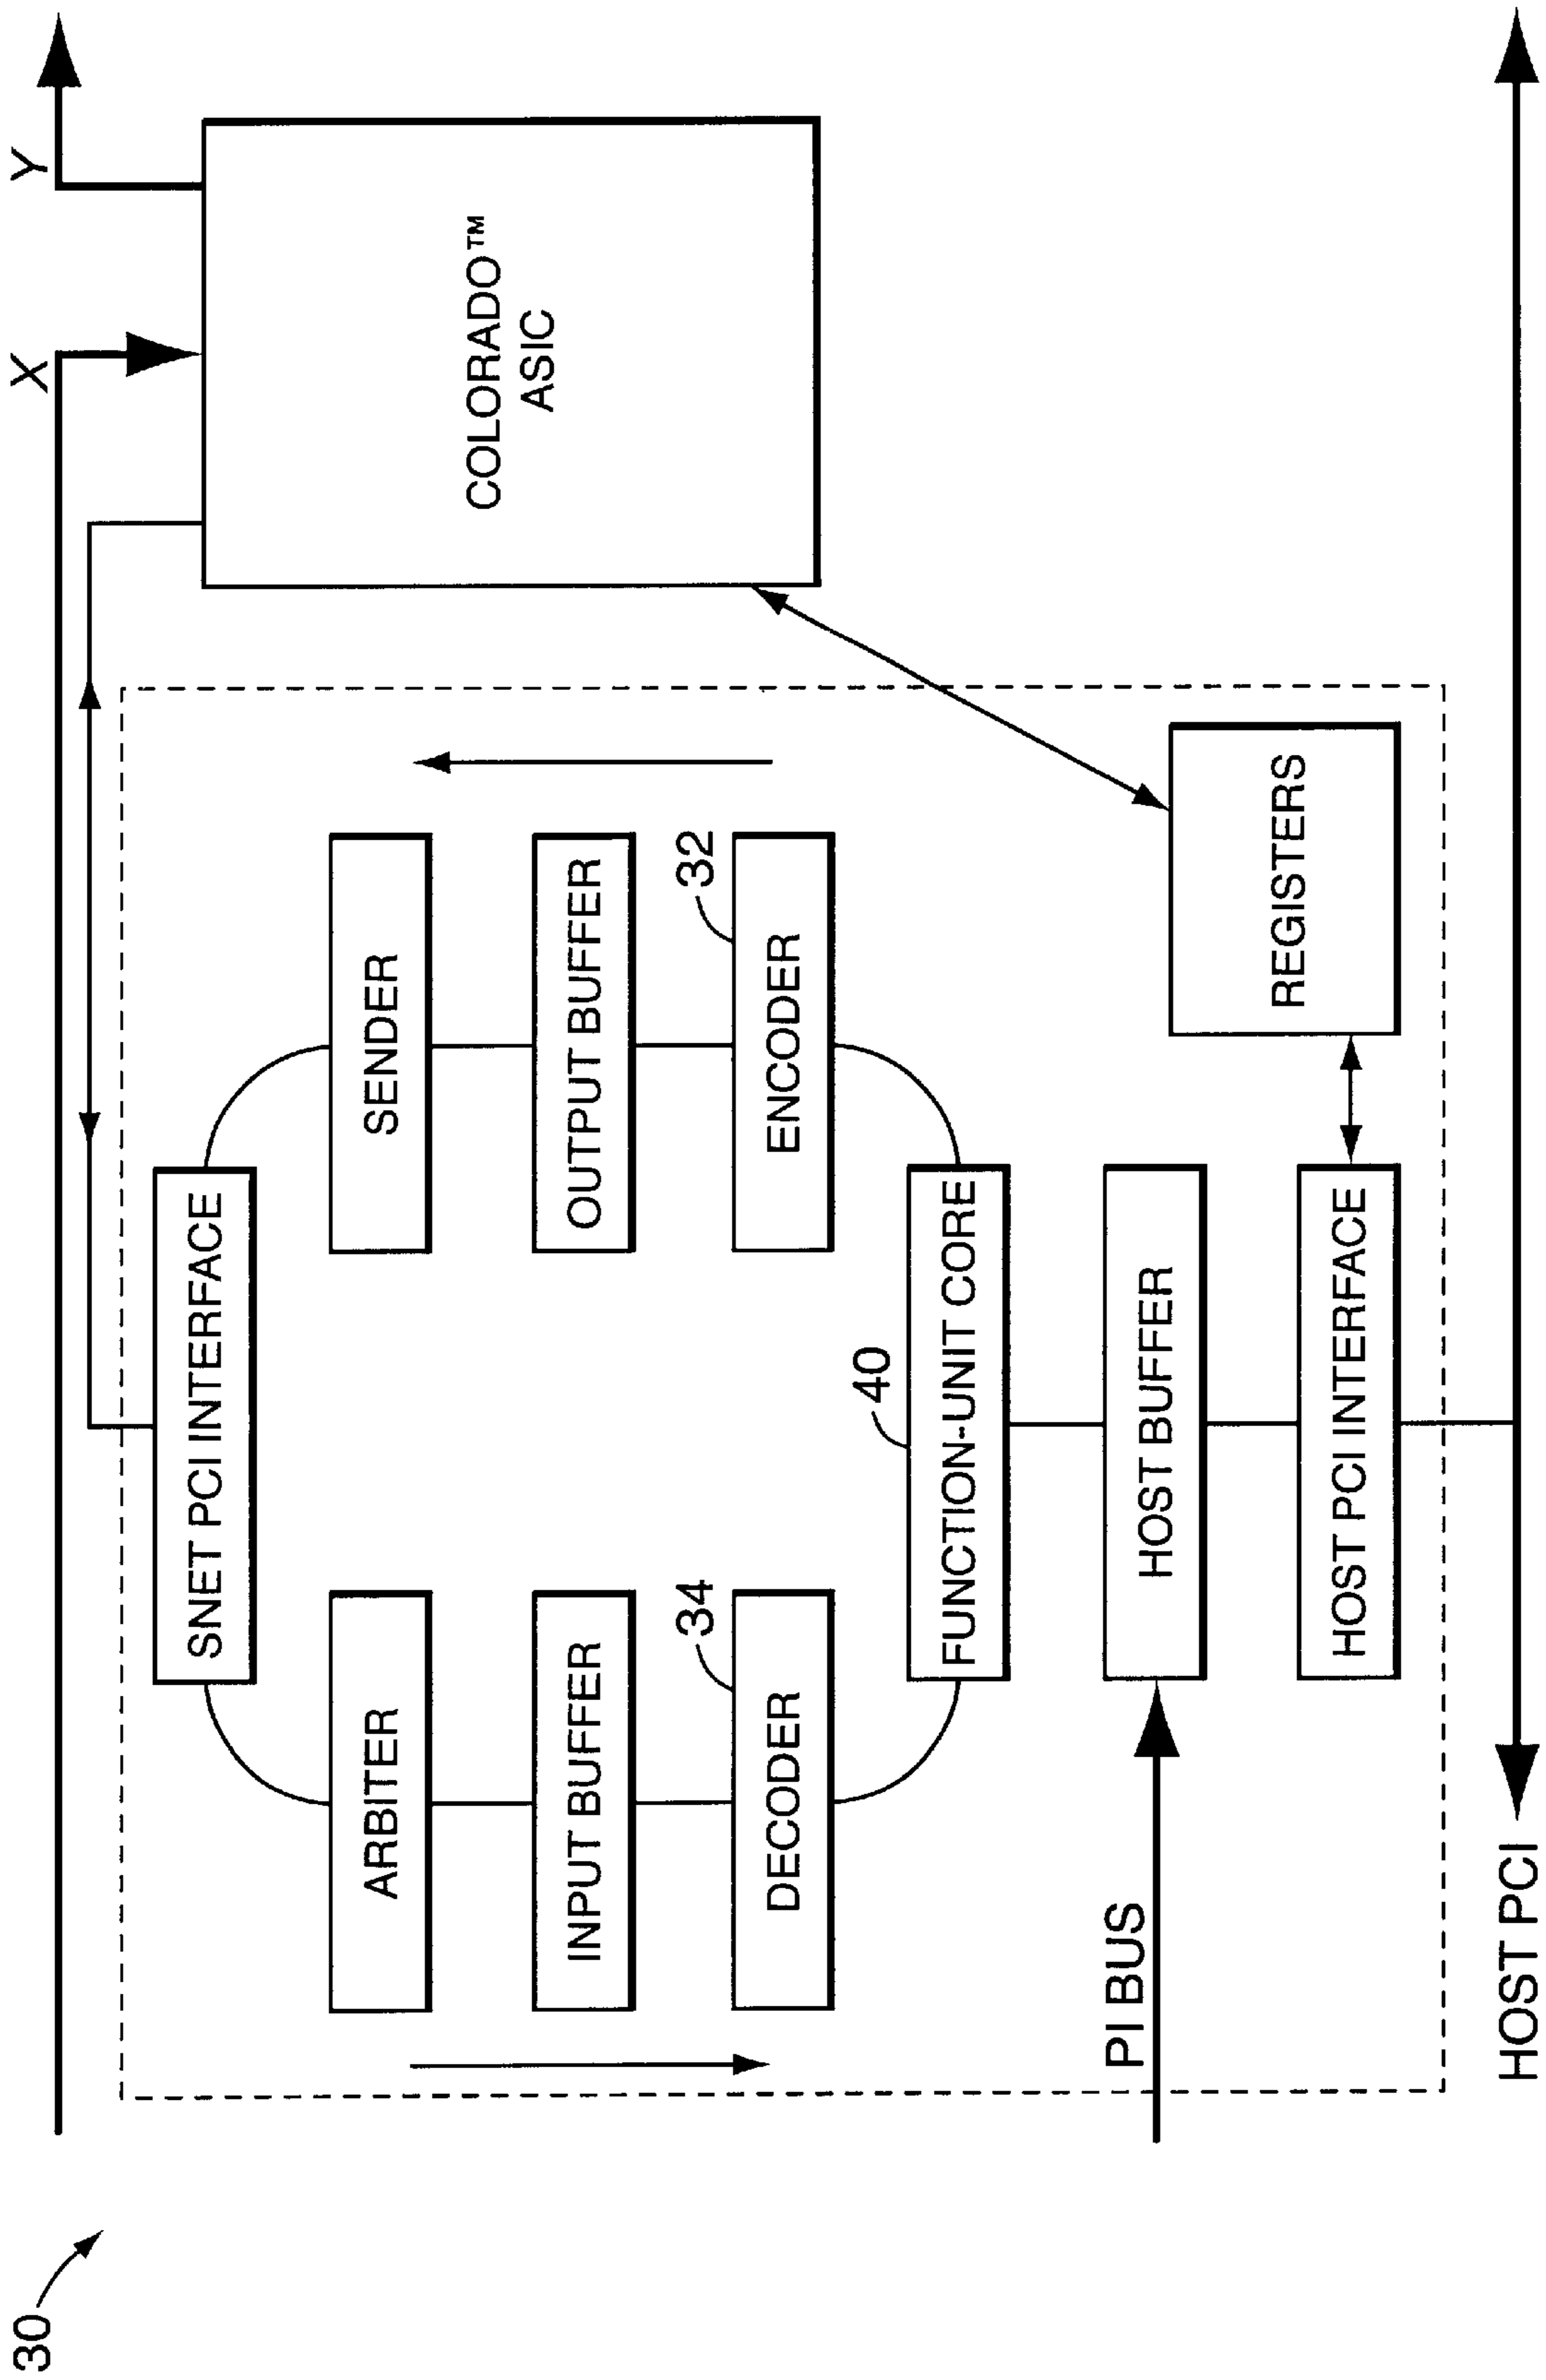 30
X
Y
SNET PCI INTERFACE
COLORADO™
ASIC
ARBITER
SENDER
INPUT BUFFER
OUTPUT BUFFER
34
32
DECODER
ENCODER
40
FUNCTION-UNIT CORE
PI BUS
HOST BUFFER
REGISTERS
HOST PCI INTERFACE
HOST PCI